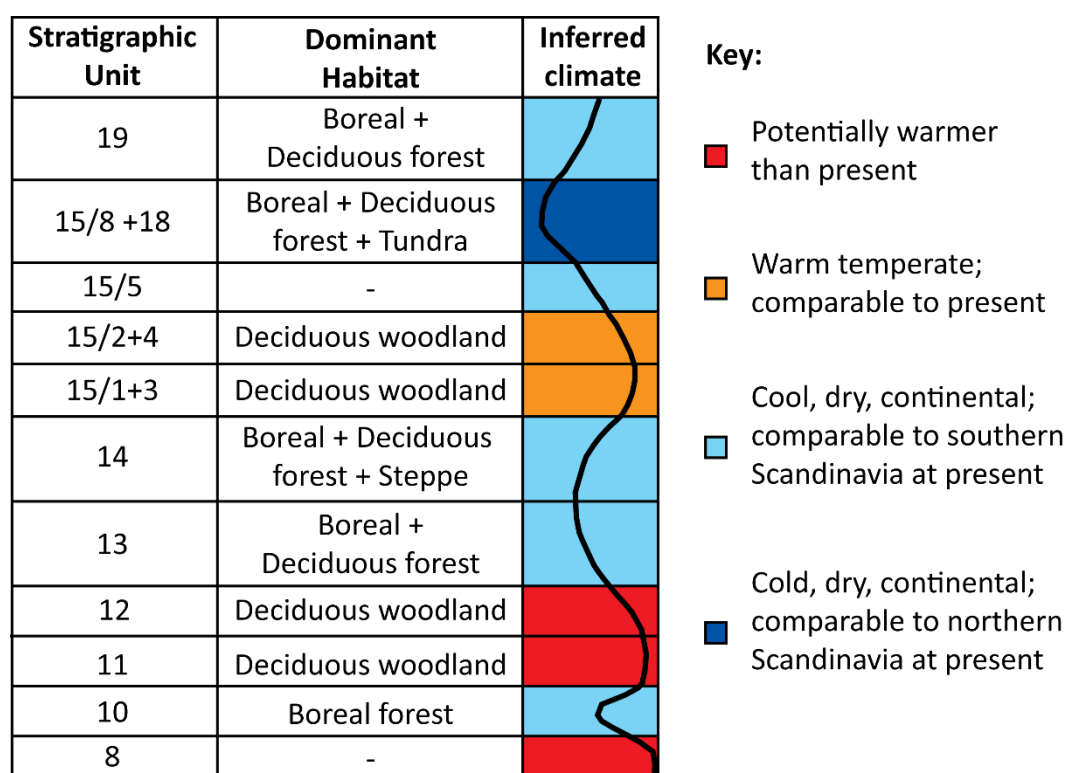 Stratigraphic
Unit
Dominant
Habitat
Inferred
climate
19
Boreal +
Deciduous forest
15/8 +18
Boreal + Deciduous
forest + Tundra
15/5
-
15/2+4
Deciduous woodland
15/1+3
Deciduous woodland
14
Boreal + Deciduous
forest + Steppe
13
Boreal +
Deciduous forest
12
Deciduous woodland
11
Deciduous woodland
10
Boreal forest
8
-
Key:
Potentially warmer
than present
Warm temperate;
comparable to present
Cool, dry, continental;
comparable to southern
Scandinavia at present
Cold, dry, continental;
comparable to northern
Scandinavia at present